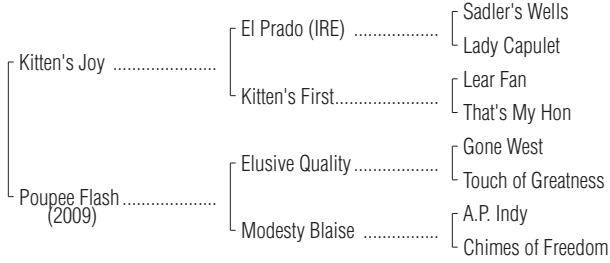 Sadler's Wells
El Prado (IRE) ..................
Lady Capulet
Kitten's Joy ......................
Lear Fan
Kitten's First......................
That's My Hon
Gone West
Elusive Quality..................
Touch of Greatness
Poupee Flash....................
(2009)
A.P. Indy
Modesty Blaise ................
Chimes of Freedom